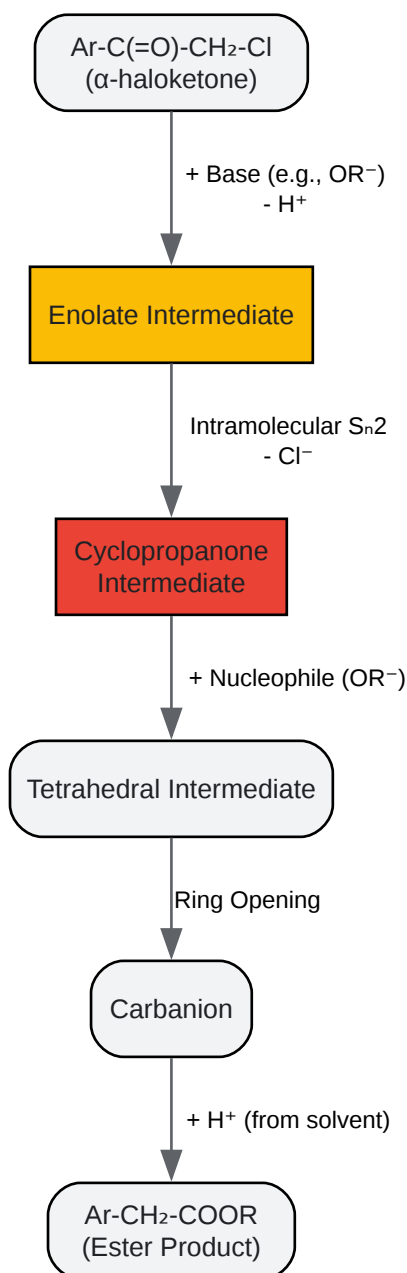 Ar-C(=O)-CH₂-Cl
(α-haloketone)
+ Base (e.g., OR⁻)
- H⁺
Enolate Intermediate
Intramolecular Sₙ2
- Cl⁻
Cyclopropanone
Intermediate
+ Nucleophile (OR⁻)
Tetrahedral Intermediate
Ring Opening
Carbanion
+ H⁺ (from solvent)
Ar-CH₂-COOR
(Ester Product)